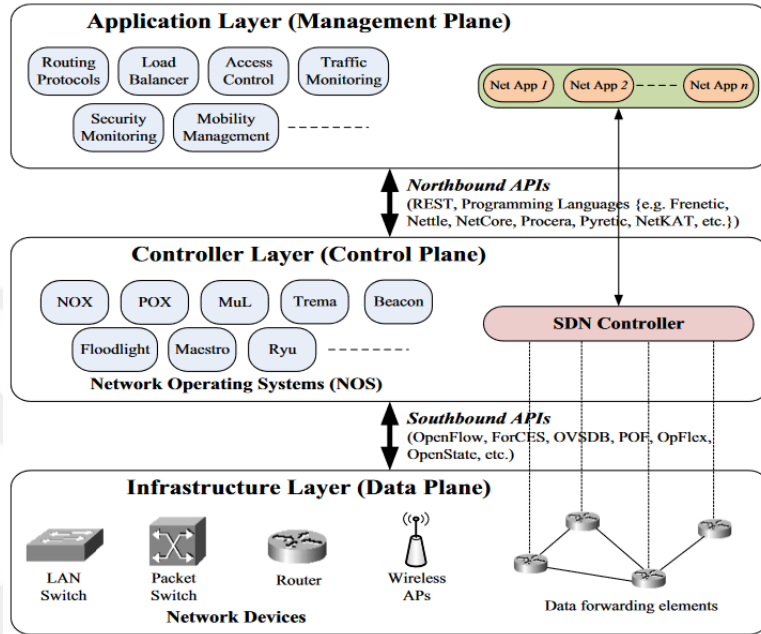 Application Layer (Management Plane)
Routing
Protocols
Load
Balancer
Access
Control
Traffic
Monitoring
Security
Monitoring
Mobility
Management
Net App 1
Net App 2
Net App n
Northbound APIs
(REST, Programming Languages {e.g. Frenetic,
Nettle, NetCore, Procera, Pyretic, NetKAT, etc.})
Controller Layer (Control Plane)
NOX
POX
MuL
Trema
Beacon
Floodlight
Maestro
Ryu
Network Operating Systems (NOS)
SDN Controller
Southbound APIs
(OpenFlow, ForCES, OVSDB, POF, OpFlex,
OpenState, etc.)
Infrastructure Layer (Data Plane)
LAN
Switch
Packet
Switch
Router
Wireless
APs
Network Devices
Data forwarding elements